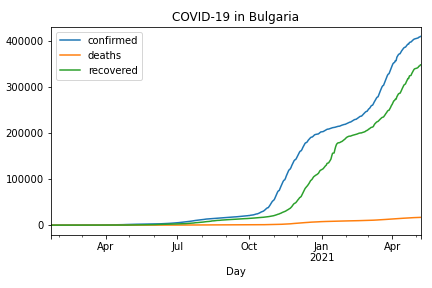 COVID-19 in Bulgaria
confirmed
deaths
recovered
400000
300000
200000
100000
0
Apr Jul Oct Jan Apr
2021
Day